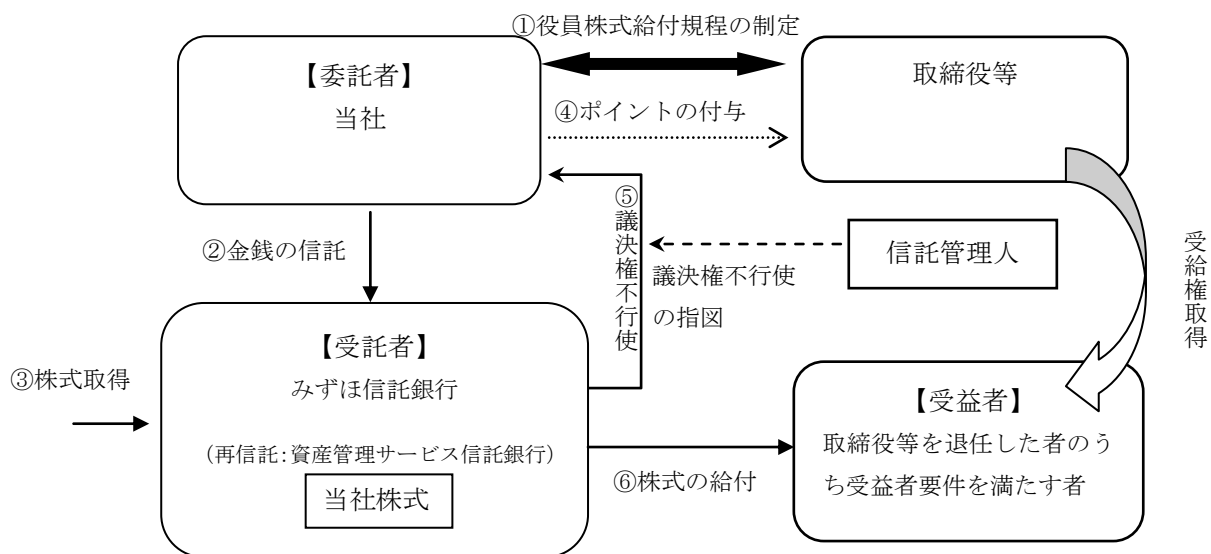 ①役員株式給付規程の制定
【委託者】
当社
取締役等
④ポイントの付与
②金銭の信託
⑤議決権不行使
議決権不行使
の指図
信託管理人
受給権取得
③株式取得
【受託者】
みずほ信託銀行
(再信託:資産管理サービス信託銀行)
当社株式
⑥株式の給付
【受益者】
取締役等を退任した者のう
ち受益者要件を満たす者